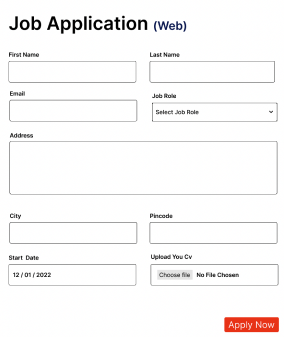 Job Application (Web)
First Name Last Name
Email Job Role
Select Job Role
Address
City Pincode
Start Date Upload You Cv
12 / 01 / 2022 Choose file No File Chosen
Apply Now